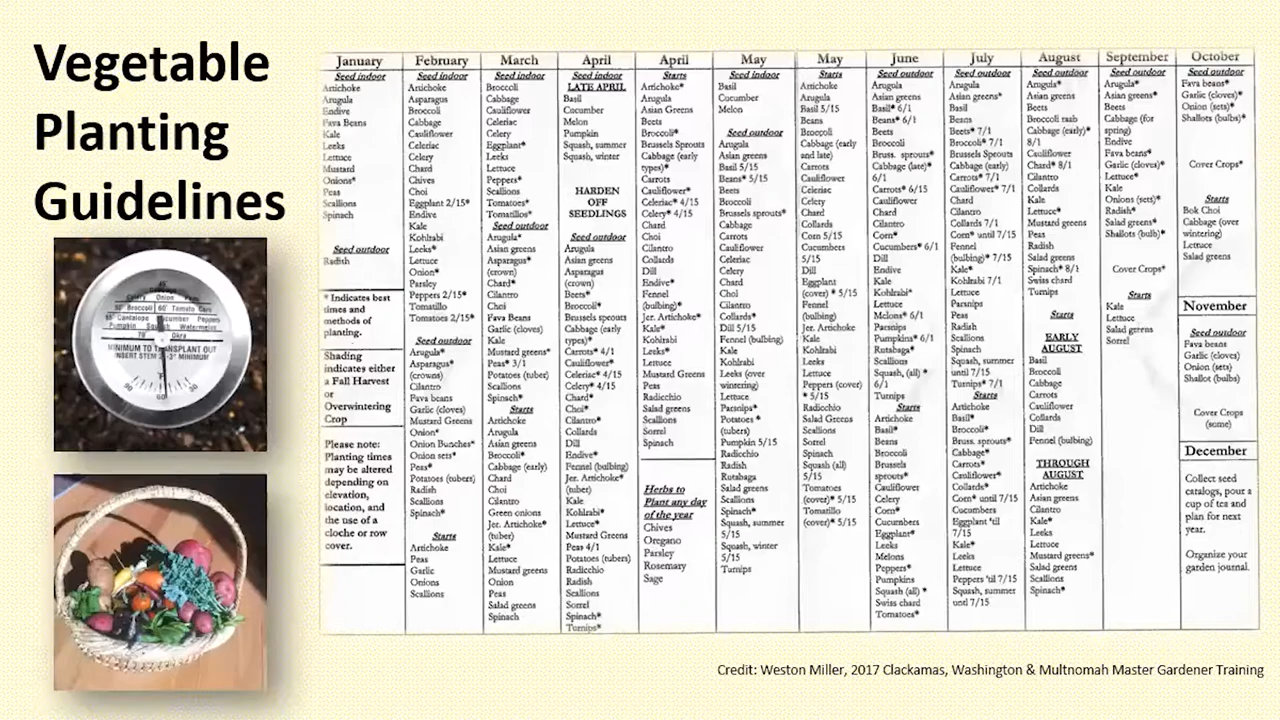 Vegetable
Planting
Guidelines
January
Seed indoor
Artichoke
Arugula
Endive
Fava Beans
Kale
Leeks
Lettuce
Mustard
Onions*
Peas
Scallions
Spinach
Seed outdoor
Radish
* Indicates best
times and
methods of
planting.
Shading
indicates either
a Fall Harvest
or
Overwintering
Crop
Please note:
Planting times
may be altered
depending on
elevation,
location, and
the use of a
cloche or row
cover.
February
Seed indoor
Artichoke
Asparagus
Broccoli
Cabbage
Cauliflower
Celeriac
Celery
Chard
Chives
Choi
Eggplant 2/15*
Endive
Kale
Kohlrabi
Leeks*
Lettuce
Onion*
Parsley
Peppers 2/15*
Tomatillo
Tomatoes 2/15*
Seed outdoor
Arugula*
Asparagus*
(crowns)
Cilantro
Fava beans
Garlic (cloves)
Mustard Greens
Onion*
Onion Bunches*
Onion sets*
Peas*
Potatoes (tubers)
Radish
Scallions
Spinach*
Starts
Artichoke
Peas
Garlic
Onions
Scallions
March
Seed indoor
Broccoli
Cabbage
Cauliflower
Celeriac
Celery
Eggplant*
Leeks
Lettuce
Peppers*
Scallions
Tomatoes*
Tomatillos*
Seed outdoor
Arugula*
Asian greens
Asparagus*
(crown)
Chard*
Cilantro
Choi
Fava Beans
Garlic (cloves)
Kale
Mustard greens*
Peas* 3/1
Potatoes (tuber)
Scallions
Spinach*
Starts
Artichoke
Arugula
Asian greens
Broccoli*
Cabbage (early)
Chard
Choi
Cilantro
Green onions
Jer. Artichoke*
(tuber)
Kale*
Lettuce
Mustard greens
Onion
Peas
Salad greens
Spinach
April
Seed indoor
LATE APRIL
Basil
Cucumber
Melon
Pumpkin
Squash, summer
Squash, winter
HARDEN
OFF
SEEDLINGS
Seed outdoor
Arugula
Asian greens
Asparagus
(crown)
Beets*
Broccoli*
Brussels sprouts
Cabbage (early
types)*
Carrots* 4/1
Cauliflower*
Celeriac* 4/15
Celery* 4/15
Chard*
Choi*
Cilantro*
Collards
Dill
Endive*
Fennel (bulbing)
Jer. Artichoke*
(tuber)
Kale
Kohlrabi*
Lettuce*
Mustard Greens
Peas 4/1
Potatoes (tubers)
Radicchio
Radish
Scallions
Sorrel
Spinach*
Turnips*
April
Starts
Artichoke*
Arugula
Asian Greens
Beets
Broccoli*
Brussels Sprouts
Cabbage (early
types)*
Carrots
Cauliflower*
Celeriac* 4/15
Celery* 4/15
Chard
Choi
Cilantro
Collards
Dill
Endive*
Fennel
(bulbing)*
Jer. Artichoke*
Kale*
Kohlrabi
Leeks*
Lettuce
Mustard Greens
Peas
Radicchio
Salad greens
Scallions
Sorrel
Spinach
Herbs to
Plant any day
of the year
Chives
Oregano
Parsley
Rosemary
Sage
May
Seed indoor
Basil
Cucumber
Melon
Seed outdoor
Arugula
Asian greens
Basil 5/15
Beans* 5/15
Beets
Broccoli
Brussels sprouts*
Cabbage
Carrots
Cauliflower
Celeriac
Celery
Chard
Choi
Cilantro
Collards*
Dill 5/15
Fennel (bulbing)
Kale
Kohlrabi
Leeks (over
wintering)
Lettuce
Parsnips*
Potatoes *
(tubers)
Pumpkin 5/15
Radicchio
Radish
Rutabaga
Salad greens
Scallions
Spinach*
Squash, summer
5/15
Squash, winter
5/15
Turnips
May
Starts
Artichoke
Arugula
Basil 5/15
Beans
Broccoli
Cabbage (early
and late)
Carrots
Cauliflower
Celeriac
Celery
Chard
Collards
Corn 5/15
Cucumbers
5/15
Dill
Eggplant
(cover) * 5/15
Fennel
(bulbing)
Jer. Artichoke
Kale
Kohlrabi
Leeks
Lettuce
Peppers (cover)
* 5/15
Radicchio
Salad Greens
Scallions
Sorrel
Spinach
Squash (all)
5/15
Tomatoes
(cover)* 5/15
Tomatillo
(cover)* 5/15
June
Seed outdoor
Arugula
Asian greens
Basil* 6/1
Beans* 6/1
Beets
Broccoli
Bruss. sprouts*
Cabbage (late)*
6/1
Carrots* 6/15
Cauliflower
Chard
Cilantro
Corn*
Cucumbers* 6/1
Dill
Endive
Kale
Kohlrabi*
Lettuce
Melons* 6/1
Parsnips
Pumpkins* 6/1
Rutabaga*
Scallions
Squash, (all) *
6/1
Turnips
Starts
Artichoke
Basil*
Beans
Broccoli
Brussels
sprouts*
Cauliflower
Celery
Corn*
Cucumbers
Eggplant*
Leeks
Melons
Peppers*
Pumpkins
Squash (all) *
Swiss chard
Tomatoes*
July
Seed outdoor
Arugula
Asian greens*
Basil
Beans
Beets* 7/1
Broccoli* 7/1
Brussels Sprouts
Cabbage (early)
Carrots* 7/1
Cauliflower* 7/1
Chard
Cilantro
Collards 7/1
Corn* until 7/15
Fennel
(bulbing)* 7/15
Kale*
Kohlrabi 7/1
Lettuce
Parsnips
Peas
Radish
Scallions
Spinach
Squash, summer
until 7/15
Turnips* 7/1
Starts
Artichoke
Basil*
Broccoli*
Bruss. sprouts*
Cabbage*
Carrots*
Cauliflower*
Collards*
Corn* until 7/15
Cucumbers
Eggplant 'til
7/15
Kale*
Leeks
Lettuce
Peppers 'til 7/15
Squash, summer
until 7/15
August
Seed outdoor
Arugula*
Asian greens
Beets
Broccoli raab
Cabbage (early)*
8/1
Cauliflower
Chard* 8/1
Cilantro
Collards
Kale
Lettuce*
Mustard greens
Peas
Radish
Salad greens
Spinach* 8/1
Swiss chard
Turnips
Starts
EARLY
AUGUST
Basil
Broccoli
Cabbage
Carrots
Cauliflower
Collards
Dill
Fennel (bulbing)
THROUGH
AUGUST
Artichoke
Asian greens
Cilantro
Kale*
Leeks
Lettuce
Mustard greens*
Salad greens
Scallions
Spinach*
September
Seed outdoor
Arugula*
Asian greens*
Beets
Cabbage (for
spring)
Endive
Fava beans*
Garlic (cloves)*
Lettuce*
Kale
Onions (sets)*
Radish*
Salad greens*
Shallots (bulb)*
Cover Crops*
Starts
Kale
Lettuce
Salad greens
Sorrel
October
Seed outdoor
Fava beans*
Garlic (cloves)*
Onion (sets)*
Shallots (bulbs)*
Cover Crops*
Starts
Bok Choi
Cabbage (over
wintering)
Lettuce
Salad greens
November
Seed outdoor
Fava beans
Garlic (cloves)
Onion (sets)
Shallot (bulbs)
Cover Crops
(some)
December
Collect seed
catalogs, pour a
cup of tea and
plan for next
year.
Organize your
garden journal.
Celery Onion
50° Broccoli 60° Tomato Corn
65 Cantalope Cucumber Peppers
Pumpkin Squash Watermelon
70° Okra
MINIMUM TO TRANSPLANT OUT
INSERT STEM 2-3" MINIMUM
90
30
60
Credit: Weston Miller, 2017 Clackamas, Washington & Multnomah Master Gardener Training